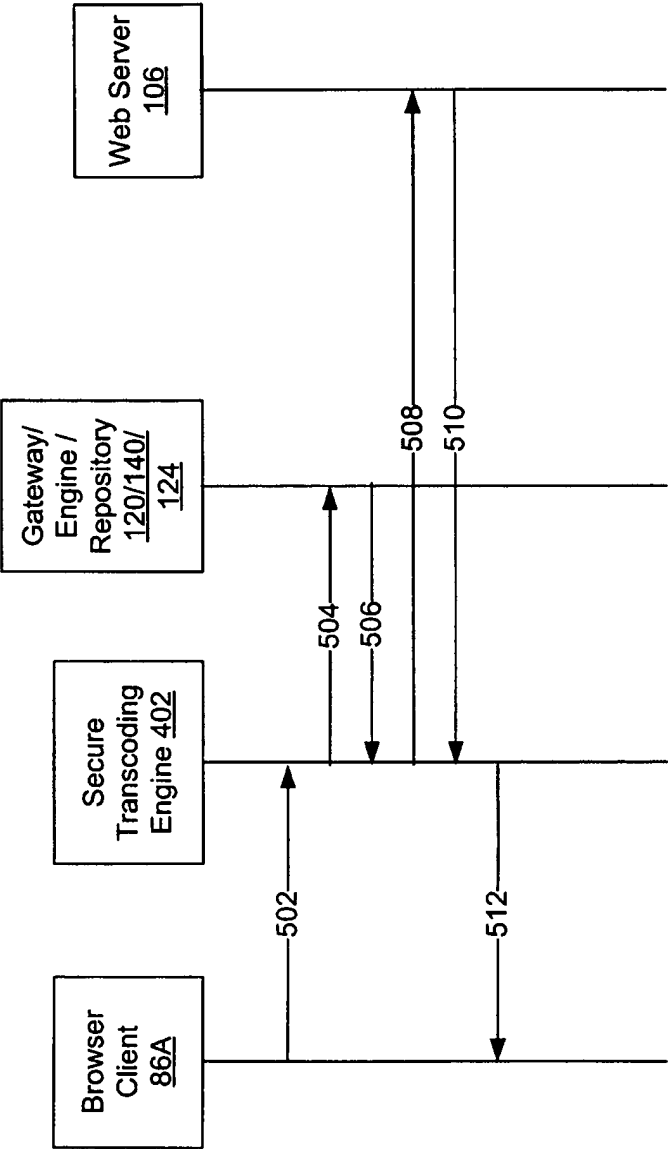 Browser
Client
86A
Secure
Transcoding
Engine 402
Gateway/
Engine /
Repository
120/140/
124
Web Server
106
502
504
506
508
510
512